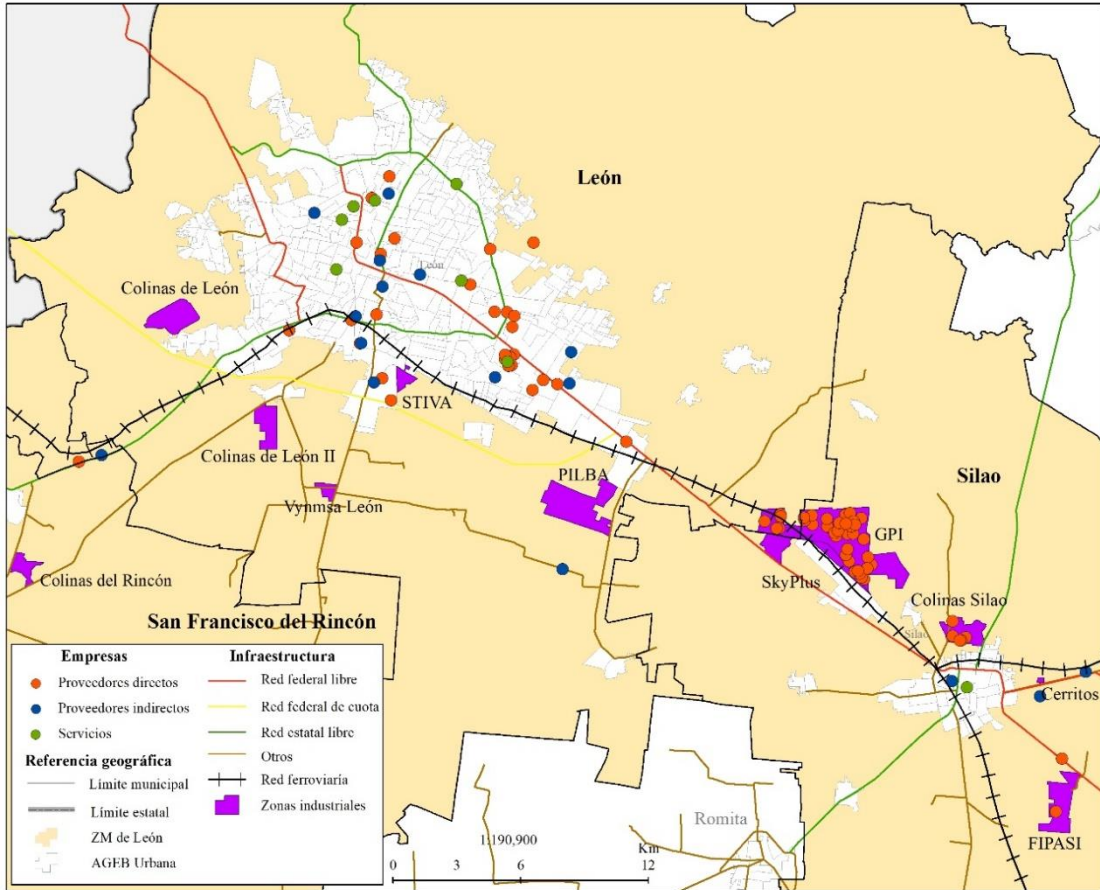 León
Colinas de León
León
STIVA
Colinas de León II
PILBA
Vynmsa León
Silao
GPI
SkyPlus
Colinas del Rincón
Colinas Silao
San Francisco del Rincón
Silao
Cerritos
FIPASI
Romita
Empresas
Proveedores directos
Proveedores indirectos
Servicios
Referencia geográfica
Límite municipal
Límite estatal
ZM de León
AGEB Urbana
Infraestructura
Red federal libre
Red federal de cuota
Red estatal libre
Otros
Red ferroviaría
Zonas industriales
1:190,900
Km
0 3 6 12